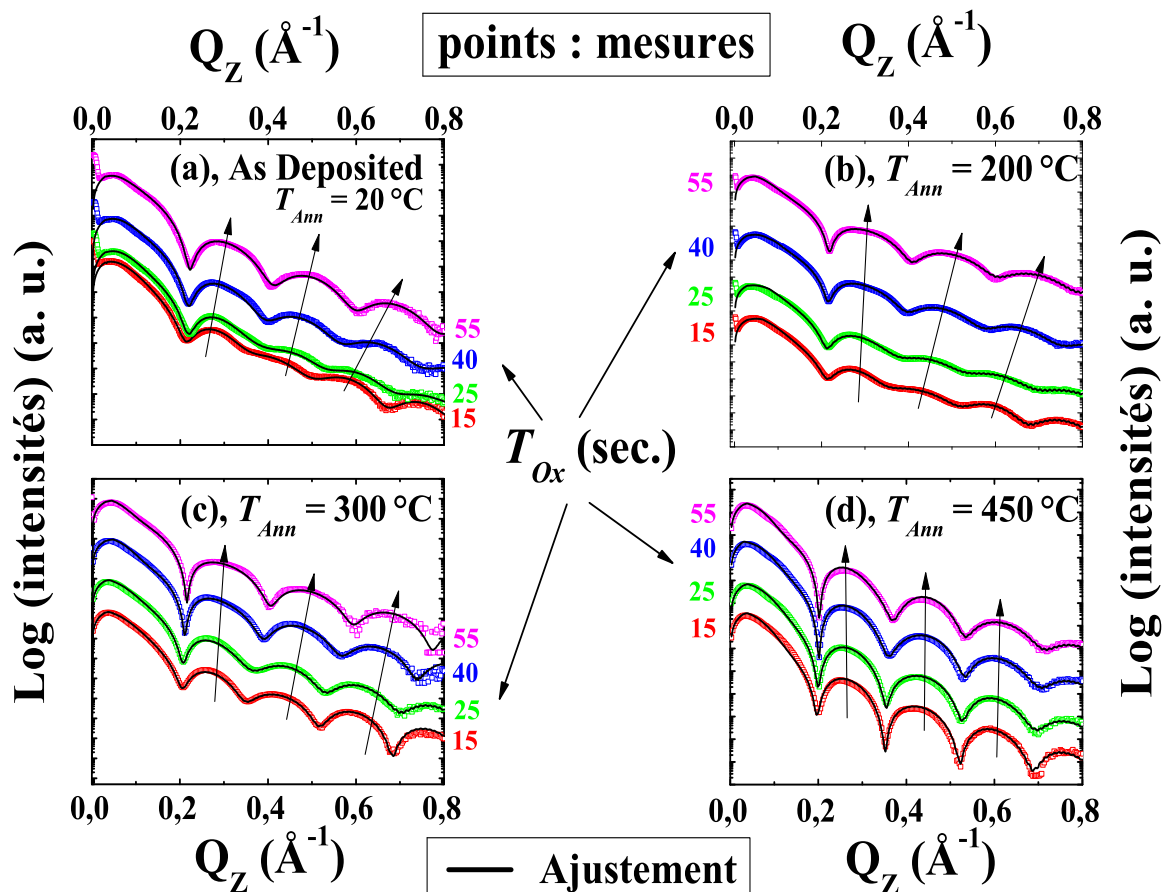 Q_Z (Å^-1)
points : mesures
Q_Z (Å^-1)
0,0 0,2 0,4 0,6 0,8
0,0 0,2 0,4 0,6 0,8
(a), As Deposited
T_Ann = 20 °C
55
40
25
15
(b), T_Ann = 200 °C
55
40
25
15
Log (intensités) (a. u.)
Log (intensités) (a. u.)
T_Ox (sec.)
(c), T_Ann = 300 °C
55
40
25
15
(d), T_Ann = 450 °C
55
40
25
15
0,0 0,2 0,4 0,6 0,8
0,0 0,2 0,4 0,6 0,8
Q_Z (Å^-1)
Ajustement
Q_Z (Å^-1)